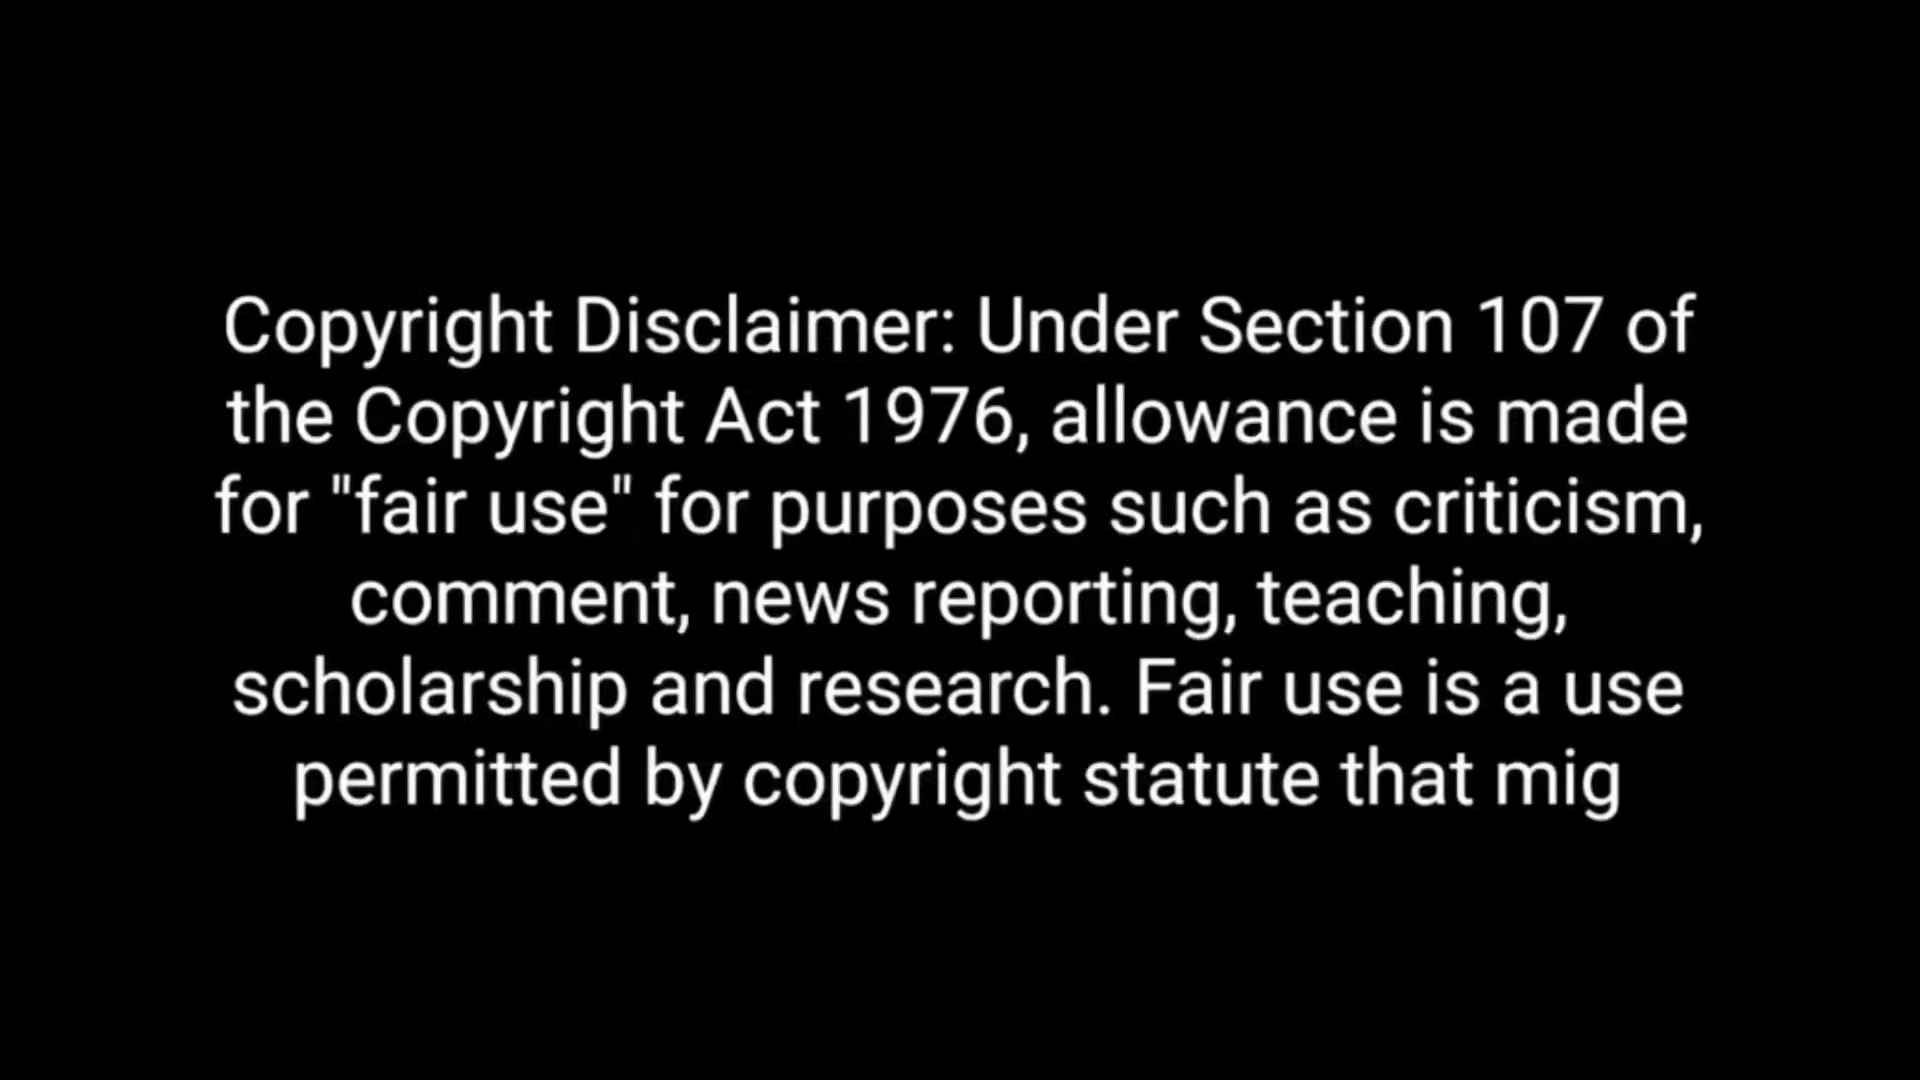 Copyright Disclaimer: Under Section 107 of
the Copyright Act 1976, allowance is made
for "fair use" for purposes such as criticism,
comment, news reporting, teaching,
scholarship and research. Fair use is a use
permitted by copyright statute that mig